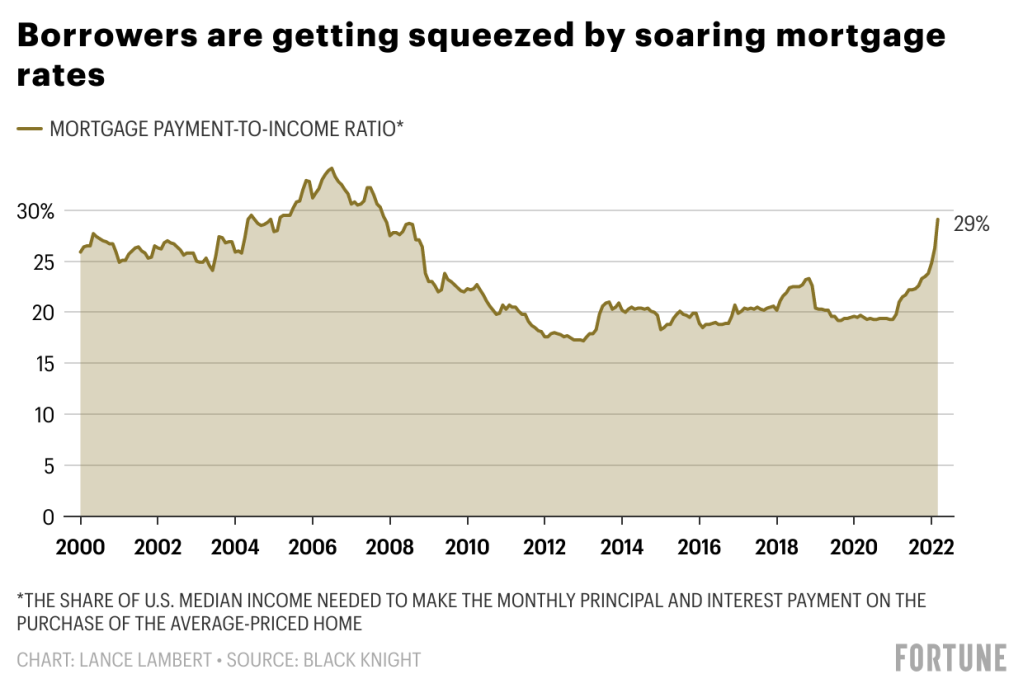 Borrowers are getting squeezed by soaring mortgage
rates
MORTGAGE PAYMENT-TO-INCOME RATIO*
30%
29%
25
20
15
10
5
0
2000 2002 2004 2006 2008 2010 2012 2014 2016 2018 2020 2022
*THE SHARE OF U.S. MEDIAN INCOME NEEDED TO MAKE THE MONTHLY PRINCIPAL AND INTEREST PAYMENT ON THE
PURCHASE OF THE AVERAGE-PRICED HOME
CHART: LANCE LAMBERT • SOURCE: BLACK KNIGHT
FORTUNE